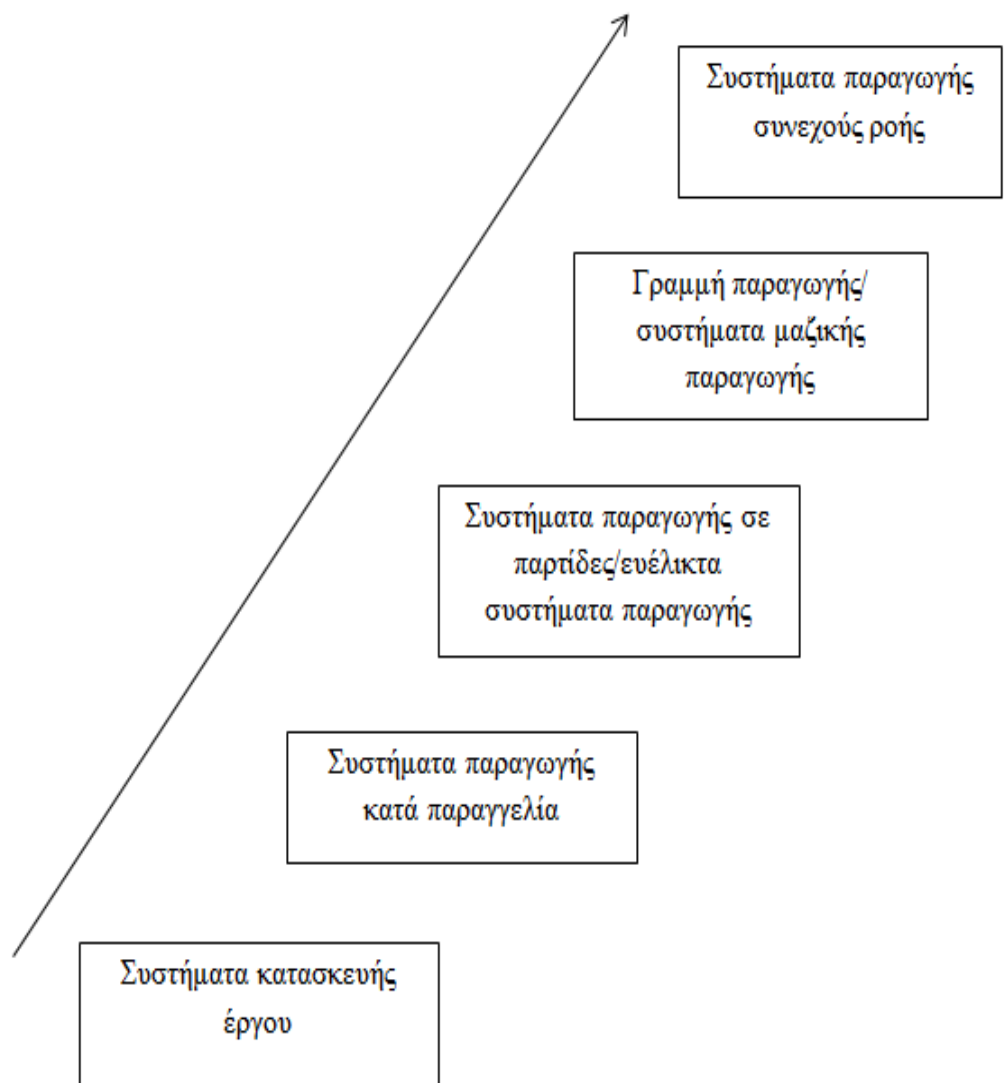 Συστήματα παραγωγής
συνεχούς ροής
Γραμμή παραγωγής/
συστήματα μαζικής
παραγωγής
Συστήματα παραγωγής σε
παρτίδες/ευέλικτα
συστήματα παραγωγής
Συστήματα παραγωγής
κατά παραγγελία
Συστήματα κατασκευής
έργου